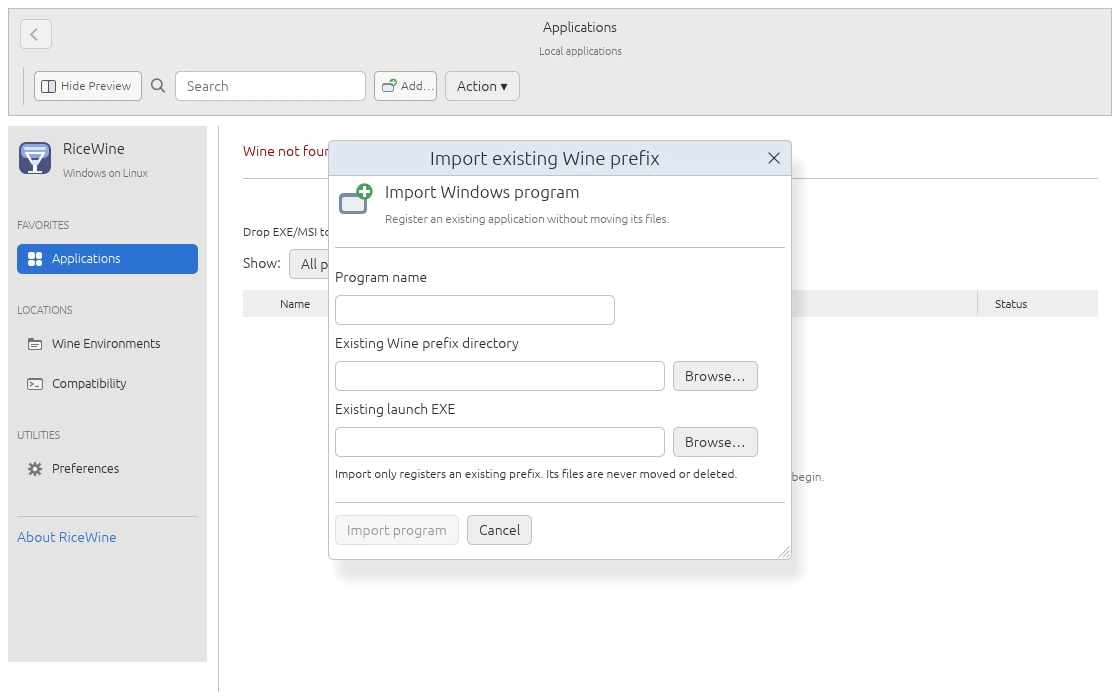 Applications
Local applications
Hide Preview
Search
Add...
Action ▾
RiceWine
Windows on Linux
FAVORITES
Applications
LOCATIONS
Wine Environments
Compatibility
UTILITIES
Preferences
About RiceWine
Wine not
Drop EXE/MSI
Show:
All
Name
Status
begin.
Import existing Wine prefix
Import Windows program
Register an existing application without moving its files.
Program name
Existing Wine prefix directory
Browse...
Existing launch EXE
Browse...
Import only registers an existing prefix. Its files are never moved or deleted.
Import program
Cancel